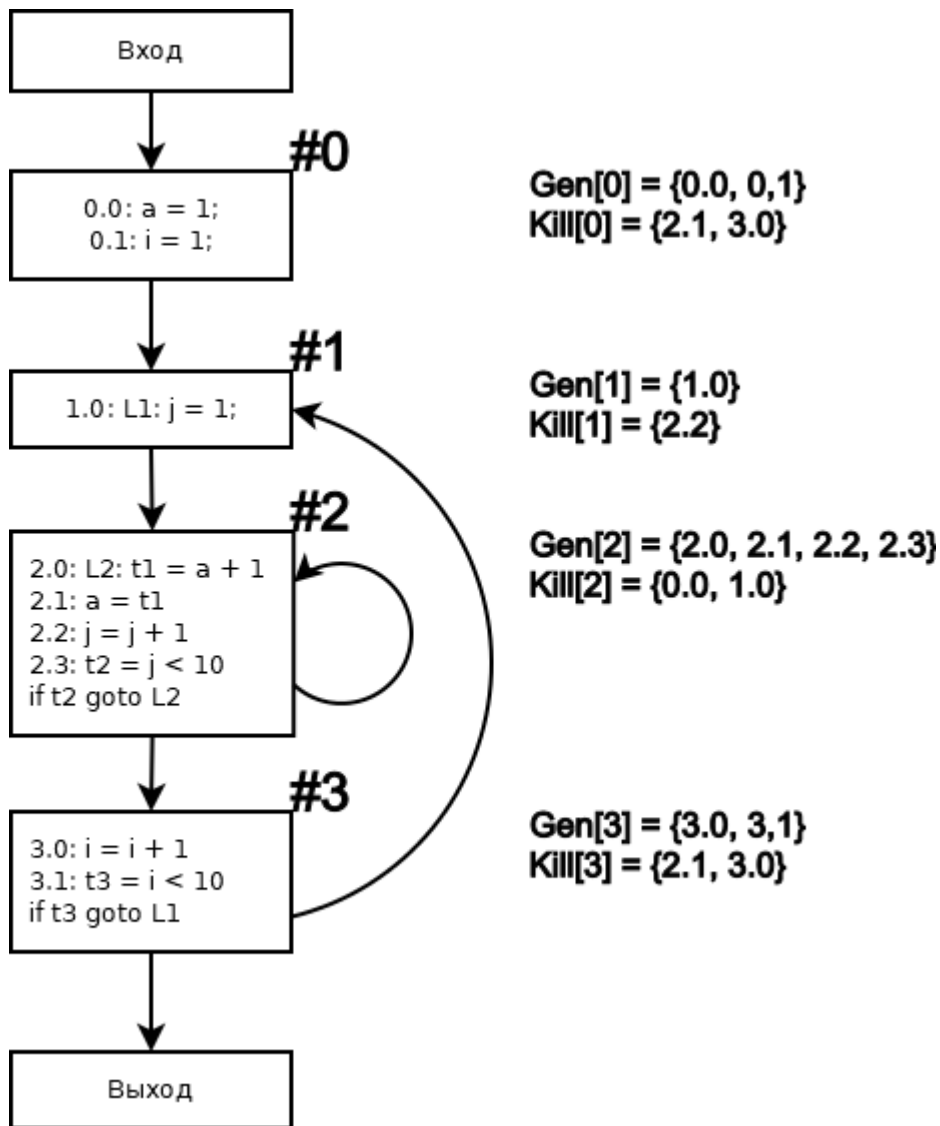 Вход
#0
0.0: a = 1;
0.1: i = 1;
Gen[0] = {0.0, 0,1}
Kill[0] = {2.1, 3.0}
#1
1.0: L1: j = 1;
Gen[1] = {1.0}
Kill[1] = {2.2}
#2
2.0: L2: t1 = a + 1
2.1: a = t1
2.2: j = j + 1
2.3: t2 = j < 10
if t2 goto L2
Gen[2] = {2.0, 2.1, 2.2, 2.3}
Kill[2] = {0.0, 1.0}
#3
3.0: i = i + 1
3.1: t3 = i < 10
if t3 goto L1
Gen[3] = {3.0, 3,1}
Kill[3] = {2.1, 3.0}
Выход